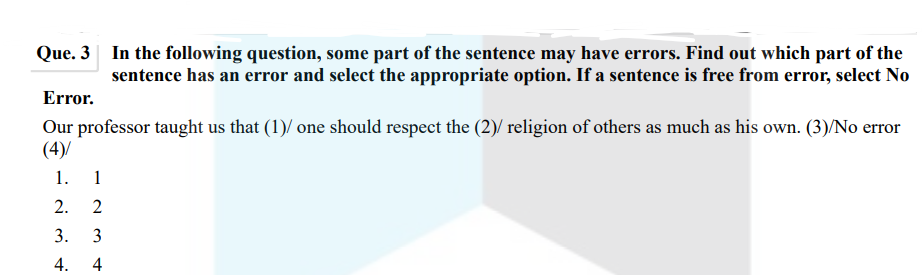 Que. 3 In the following question, some part of the sentence may have errors. Find out which part of the
sentence has an error and select the appropriate option. If a sentence is free from error, select No
Error.
Our professor taught us that (1)/ one should respect the (2)/ religion of others as much as his own. (3)/No error
(4)/
1. 1
2. 2
3. 3
4. 4